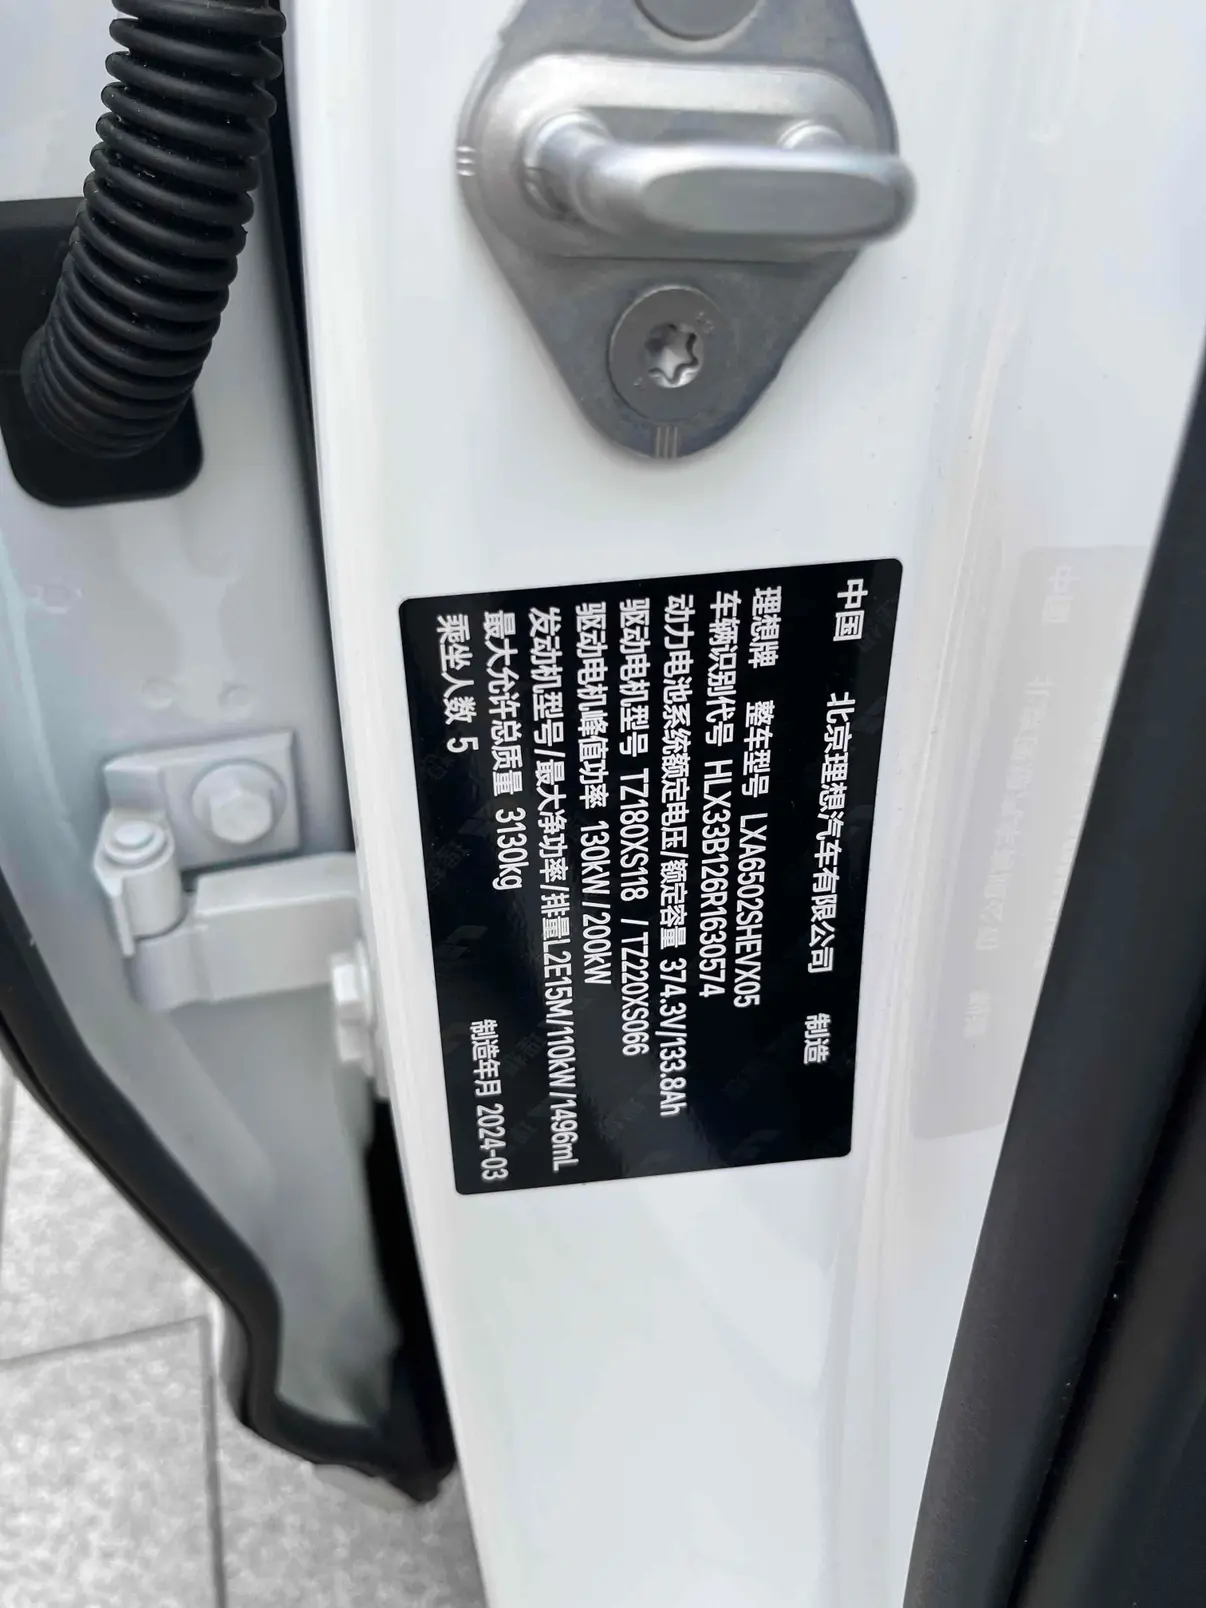 中国 北京理想汽车有限公司 制造
理想牌 整车型号 LXA6502SHEVX05
车辆识别代号 HLX33B126R1630574
动力电池系统额定电压/额定容量 374.3V/133.8Ah
驱动电机型号 TZ180XS118 /TZ220XS066
驱动电机峰值功率 130kW/200kW
发动机型号/最大净功率/排量L2E15M/110kW/1496mL
最大允许总质量 3130kg
乘坐人数 5 制造年月 2024-03